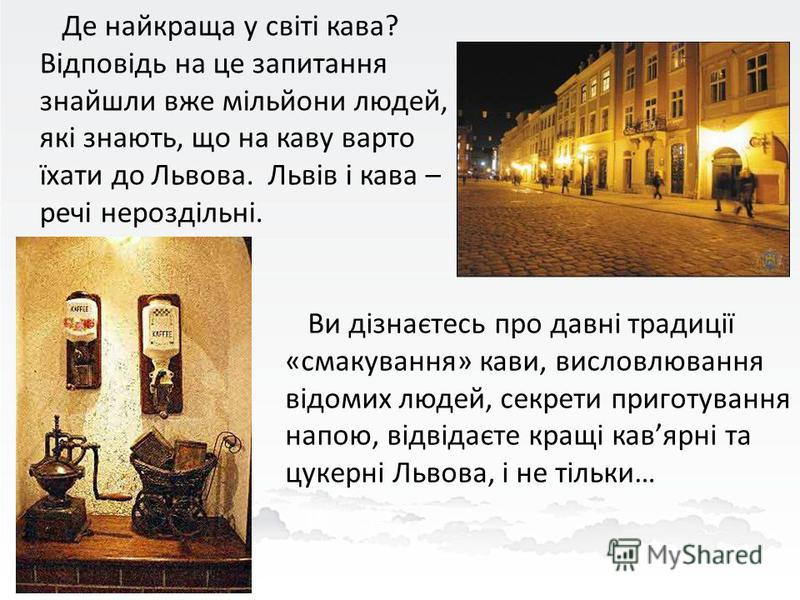 Де найкраща у світі кава?
Відповідь на це запитання
знайшли вже мільйони людей,
які знають, що на каву варто
їхати до Львова. Львів і кава –
речі нероздільні.
KAFFEE
KAFFEE
Ви дізнаєтесь про давні традиції
«смакування» кави, висловлювання
відомих людей, секрети приготування
напою, відвідаєте кращі кав’ярні та
цукерні Львова, і не тільки…
MyShared